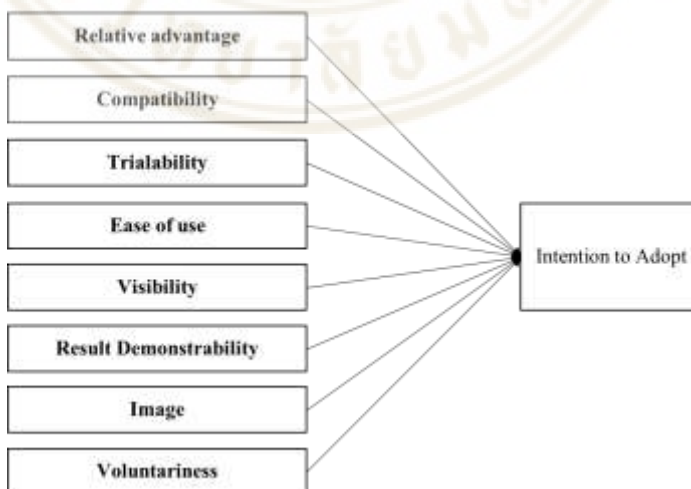 Relative advantage
Compatibility
Trialability
Ease of use
Intention to Adopt
Visibility
Result Demonstrability
Image
Voluntariness